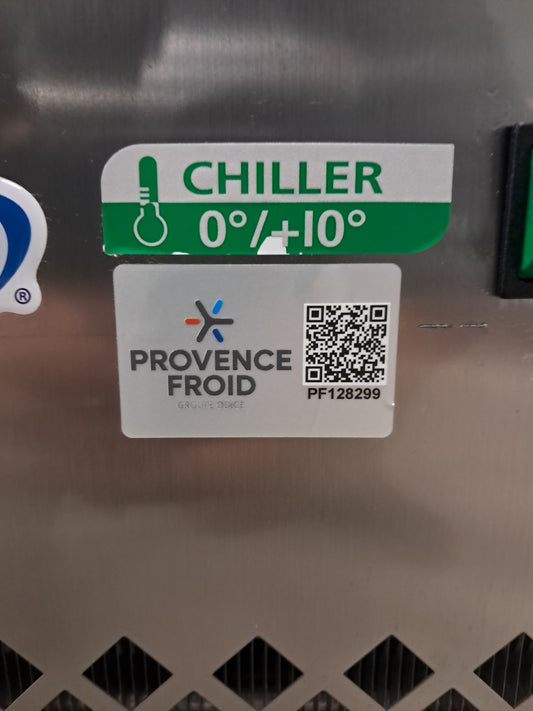 CHILLER
0°/+10°
®
PROVENCE
FROID
PF128299